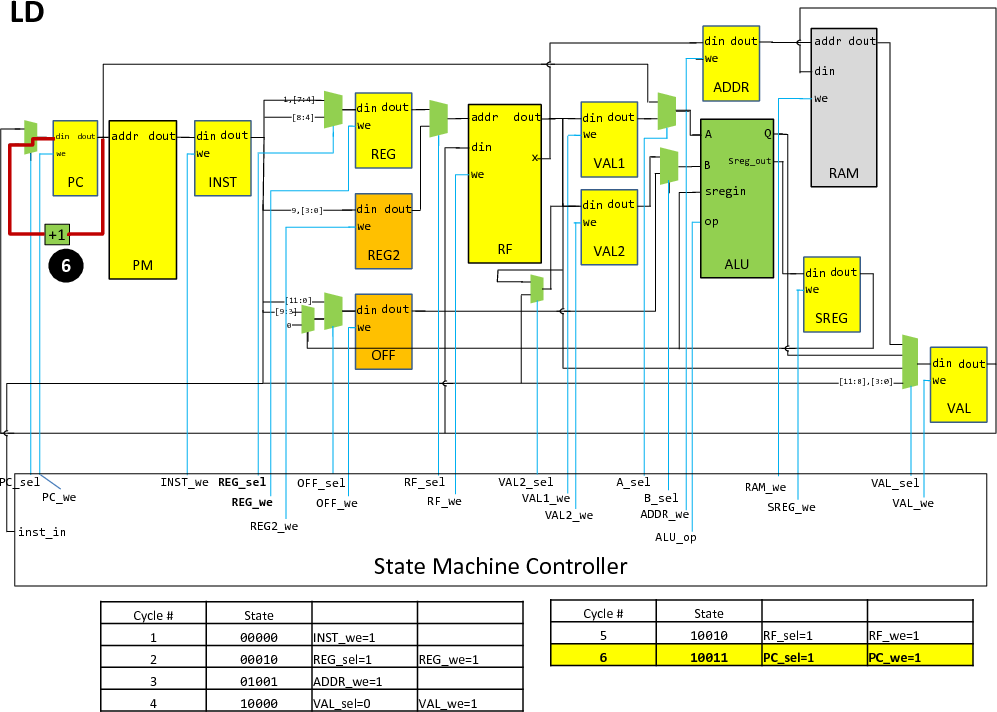 LD
din dout
we
PC
+1
6
addr dout
PM
din dout
we
INST
1,[7:4]
[8:4]
din dout
we
REG
9,[3:0]
din dout
we
REG2
[11:0]
[9:3]
0
din dout
we
OFF
addr dout
din
x
we
RF
din dout
we
VAL1
din dout
we
VAL2
din dout
we
ADDR
A Q
Sreg_out
B
sregin
op
ALU
addr dout
din
we
RAM
din dout
we
SREG
[11:8],[3:0]
din dout
we
VAL
PC_sel
PC_we
INST_we
REG_sel
REG_we
REG2_we
OFF_sel
OFF_we
RF_sel
RF_we
VAL2_sel
VAL1_we
VAL2_we
A_sel
B_sel
ADDR_we
ALU_op
RAM_we
SREG_we
VAL_sel
VAL_we
inst_in
State Machine Controller
Cycle # State
1 00000 INST_we=1
2 00010 REG_sel=1 REG_we=1
3 01001 ADDR_we=1
4 10000 VAL_sel=0 VAL_we=1
Cycle # State
5 10010 RF_sel=1 RF_we=1
6 10011 PC_sel=1 PC_we=1